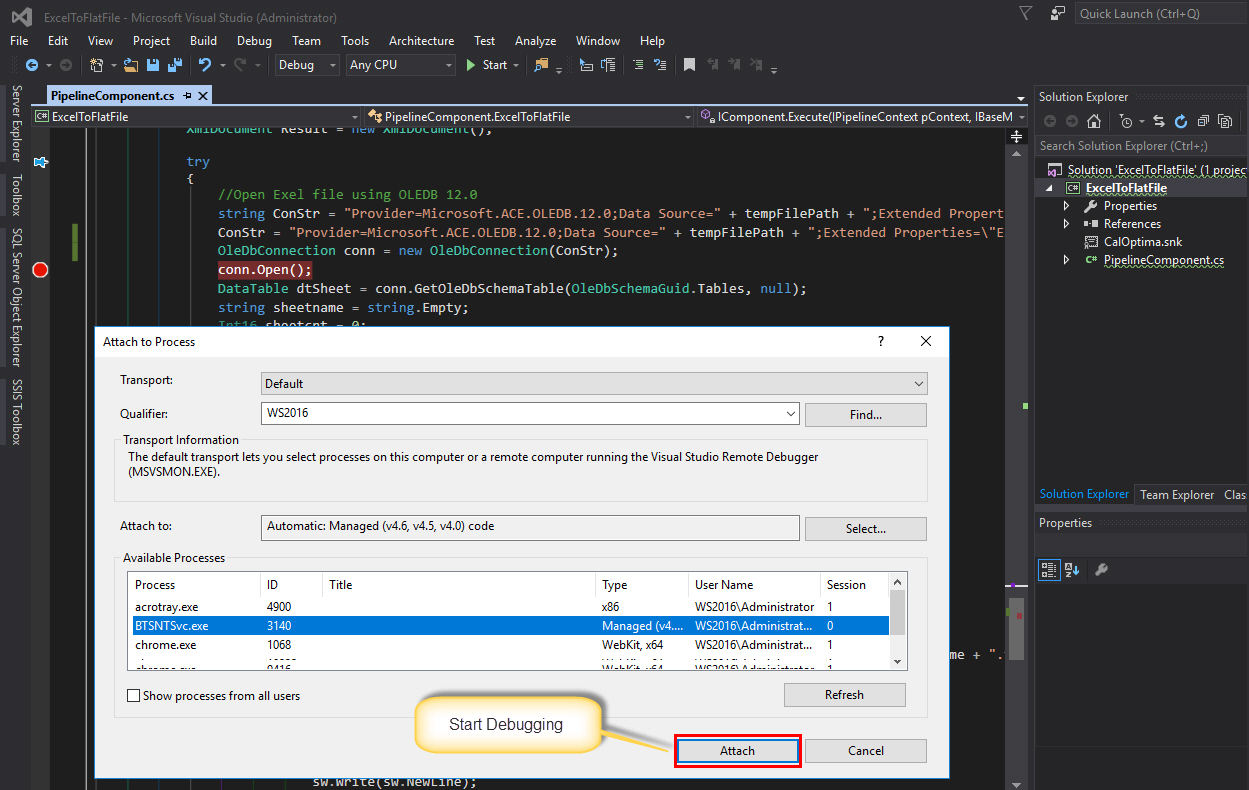 ExcelToFlatFile - Microsoft Visual Studio (Administrator)
Quick Launch (Ctrl+Q)
File Edit View Project Build Debug Team Tools Architecture Test Analyze Window Help
Debug Any CPU Start
Server Explorer
Toolbox
SQL Server Object Explorer
SSIS Toolbox
PipelineComponent.cs
ExcelToFlatFile PipelineComponent.ExcelToFlatFile IComponent.Execute(IPipelineContext pContext, IBaseM
XmlDocument Result = new XmlDocument();
try
{
//Open Exel file using OLEDB 12.0
string ConStr = "Provider=Microsoft.ACE.OLEDB.12.0;Data Source=" + tempFilePath + ";Extended Propert
ConStr = "Provider=Microsoft.ACE.OLEDB.12.0;Data Source=" + tempFilePath + ";Extended Properties=\"E
OleDbConnection conn = new OleDbConnection(ConStr);
conn.Open();
DataTable dtSheet = conn.GetOleDbSchemaTable(OleDbSchemaGuid.Tables, null);
string sheetname = string.Empty;
Int16 sheetcnt = 0;
Attach to Process ?
Transport: Default
Qualifier: WS2016 Find...
Transport Information
The default transport lets you select processes on this computer or a remote computer running the Visual Studio Remote Debugger
(MSVSMON.EXE).
Attach to: Automatic: Managed (v4.6, v4.5, v4.0) code Select...
Available Processes
Process ID Title Type User Name Session
acrotray.exe 4900 x86 WS2016\Administrator 1
BTSNTSvc.exe 3140 Managed (v4.... WS2016\Administrat... 0
chrome.exe 1068 WebKit, x64 WS2016\Administrat... 1
chrome.exe 9416 WebKit, x64 WS2016\Administrator 1
Show processes from all users
Refresh
Start Debugging
Attach Cancel
me + ".
sw.Write(sw.NewLine);
Solution Explorer
Search Solution Explorer (Ctrl+;)
Solution 'ExcelToFlatFile' (1 projec
ExcelToFlatFile
Properties
References
CalOptima.snk
PipelineComponent.cs
Solution Explorer Team Explorer Clas
Properties